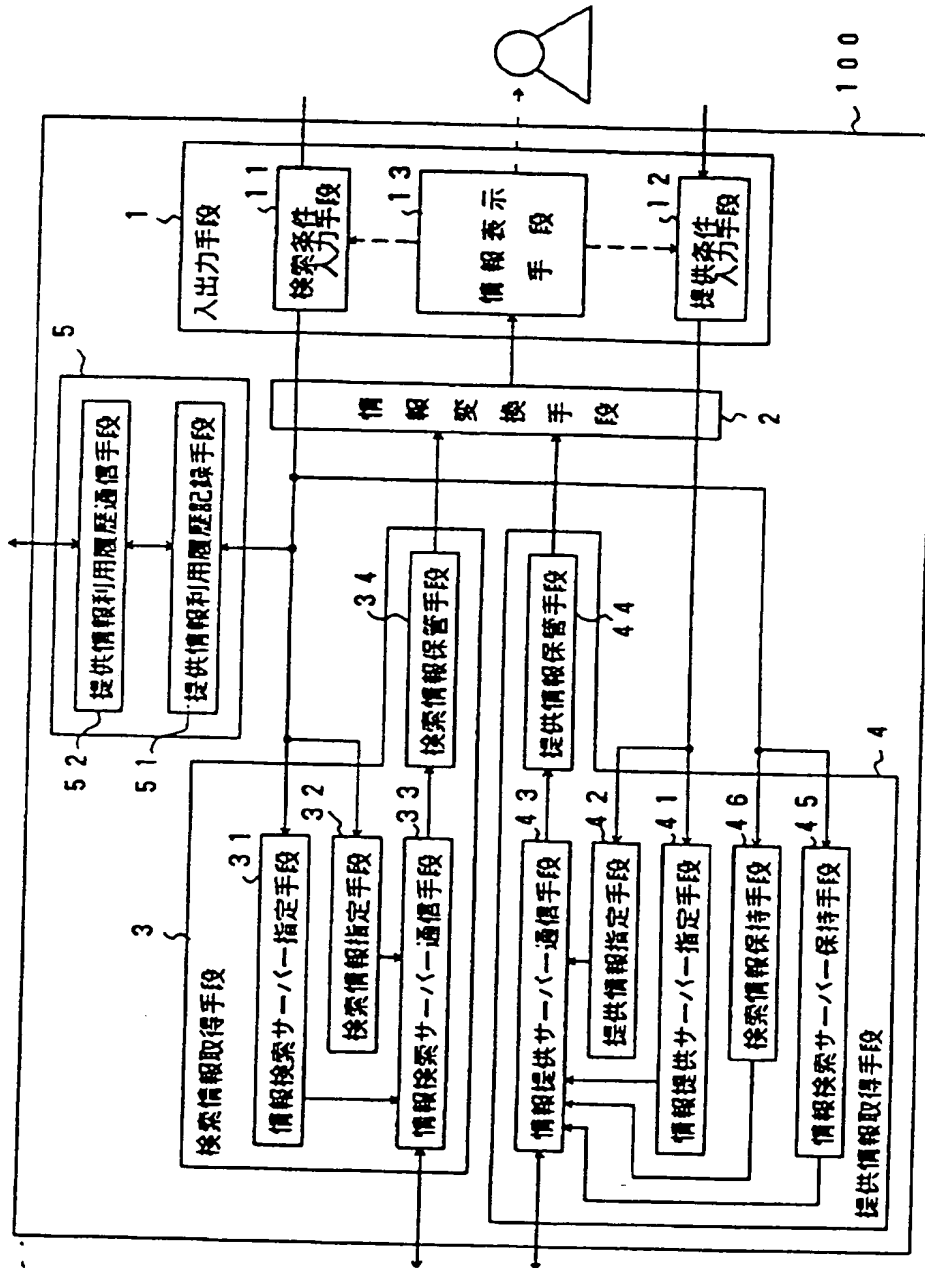 100
1
入出力手段
11
検索条件
入力手段
13
情報表示
手段
12
提供条件
入力手段
5
52
提供情報利用履歴通信手段
51
提供情報利用履歴記録手段
情報変換手段
2
3
検索情報取得手段
31
情報検索サーバー指定手段
32
検索情報指定手段
33
情報検索サーバー通信手段
34
検索情報保管手段
4
提供情報取得手段
43
情報提供サーバー通信手段
44
提供情報保管手段
42
提供情報指定手段
41
情報提供サーバー指定手段
46
検索情報保持手段
45
情報検索サーバー保持手段